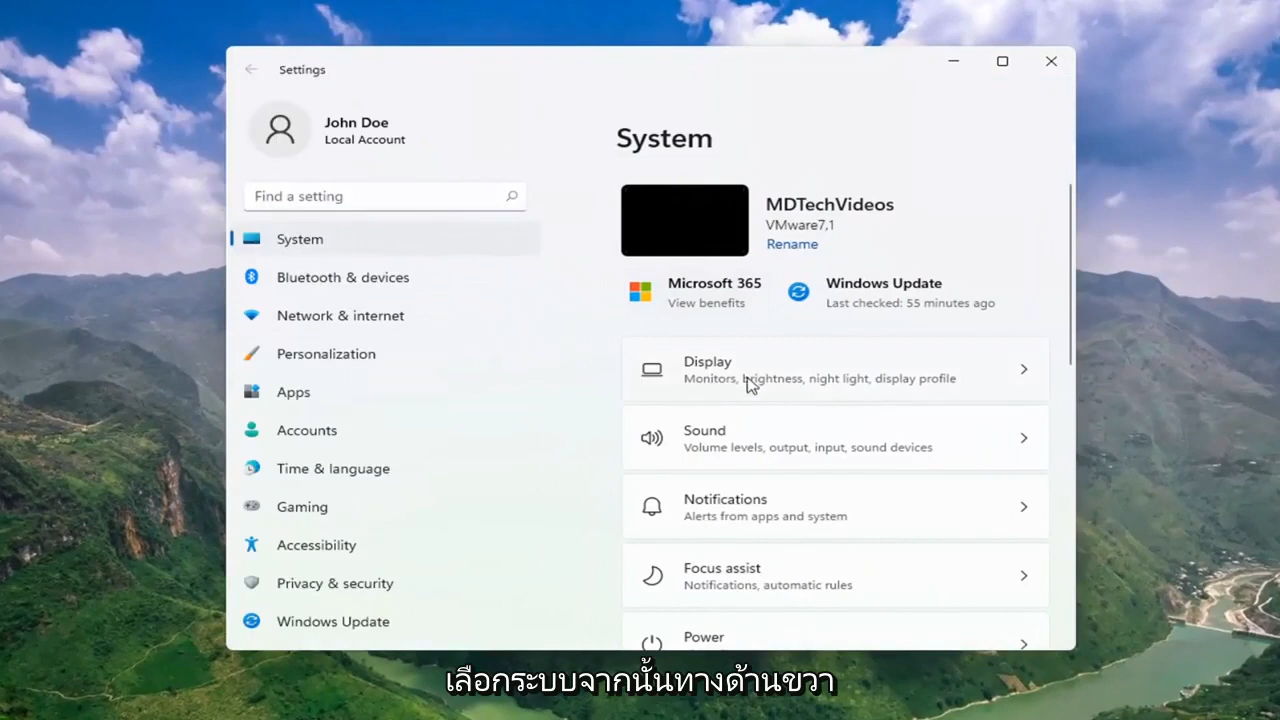 Settings
John Doe
Local Account
Find a setting
System
Bluetooth & devices
Network & internet
Personalization
Apps
Accounts
Time & language
Gaming
Accessibility
Privacy & security
Windows Update
System
MDTechVideos
VMware7,1
Rename
Microsoft 365
View benefits
Windows Update
Last checked: 55 minutes ago
Display
Monitors, brightness, night light, display profile
Sound
Volume levels, output, input, sound devices
Notifications
Alerts from apps and system
Focus assist
Notifications, automatic rules
Power
เลือกระบบจากนั้นทางด้านขวา